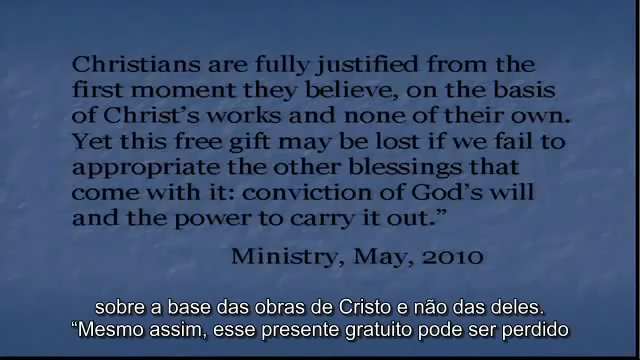 Christians are fully justified from the
first moment they believe, on the basis
of Christ's works and none of their own.
Yet this free gift may be lost if we fail to
appropriate the other blessings that
come with it: conviction of God's will
and the power to carry it out.”
Ministry, May, 2010
sobre a base das obras de Cristo e não das deles.
“Mesmo assim, esse presente gratuito pode ser perdido